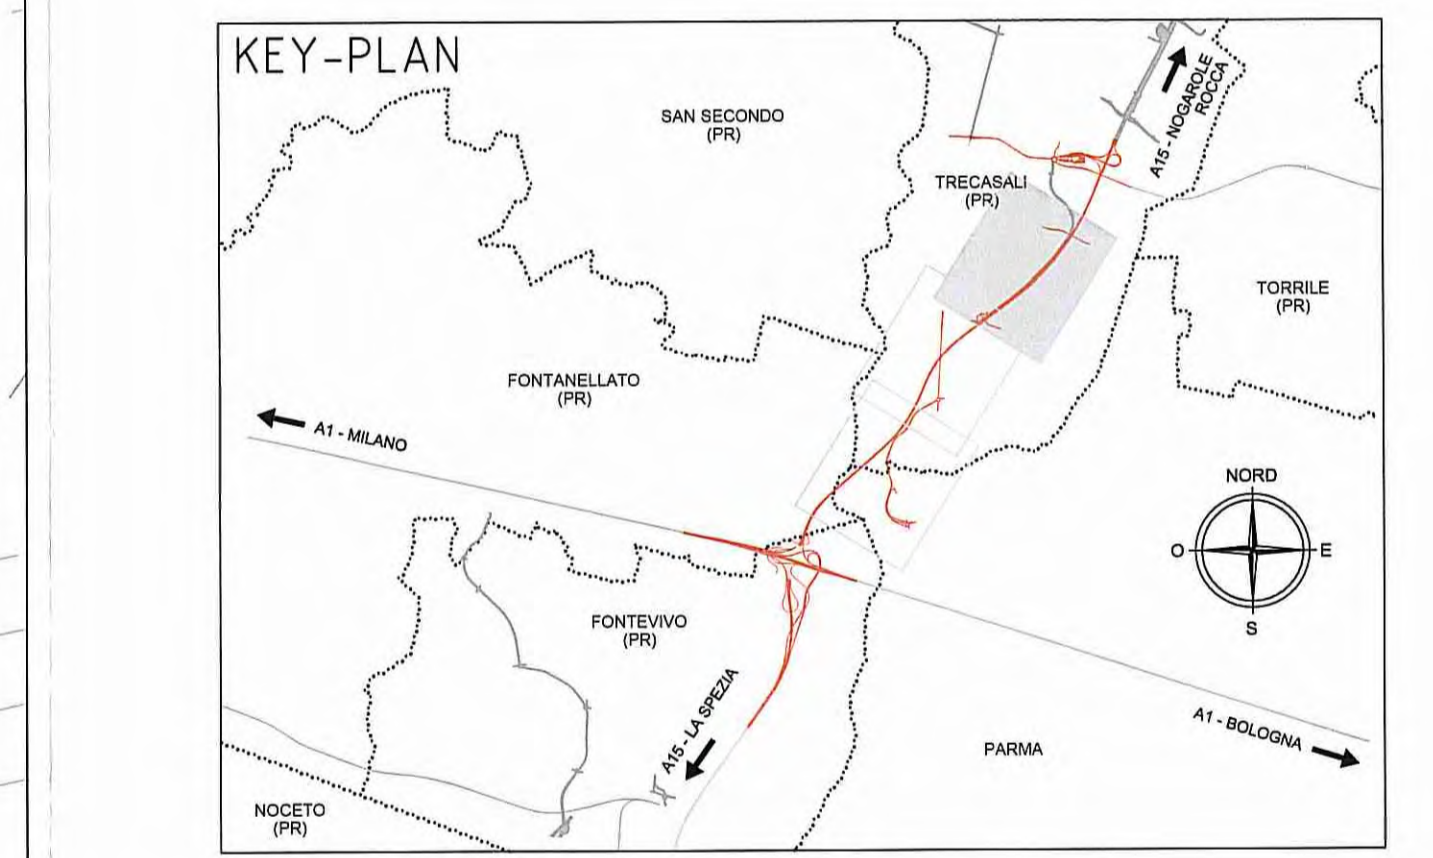 KEY-PLAN
SAN SECONDO
(PR)
A15 - NOGAROLE
ROCCA
TRECASALI
(PR)
TORRILE
(PR)
FONTANELLATO
(PR)
A1 - MILANO
NORD
O
E
S
FONTEVIVO
(PR)
A15 - LA SPEZIA
A1 - BOLOGNA
PARMA
NOCETO
(PR)